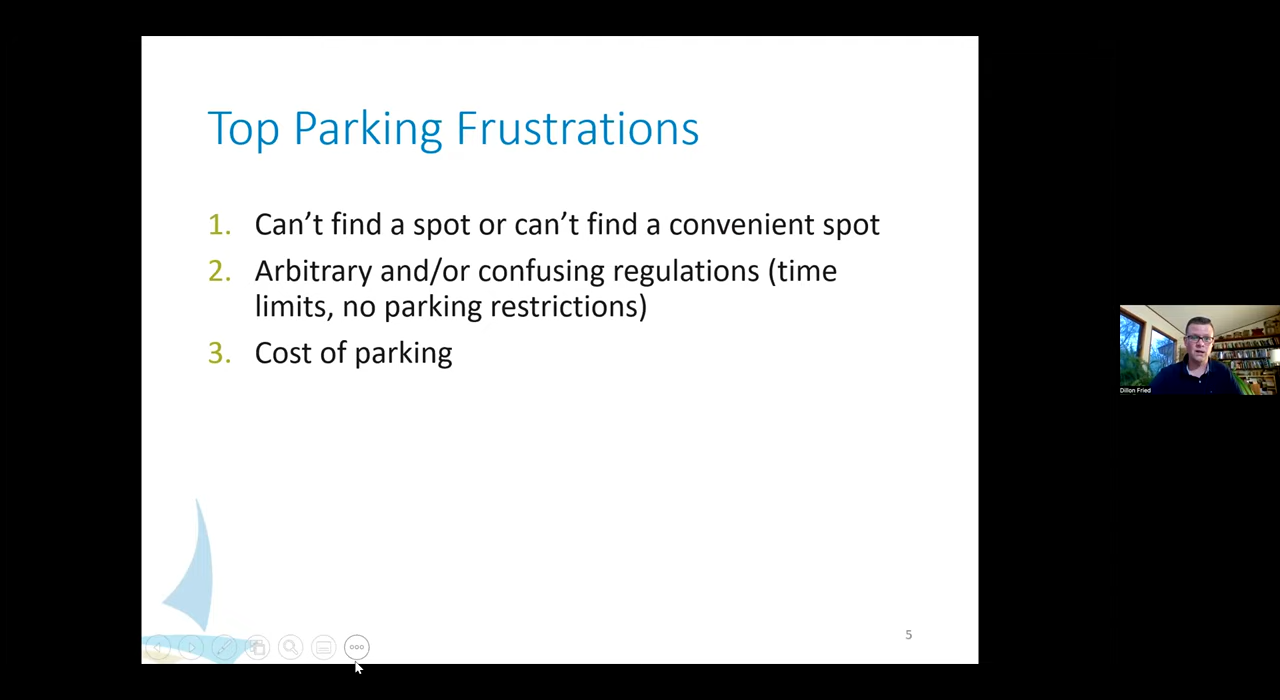 Top Parking Frustrations
1. Can’t find a spot or can’t find a convenient spot
2. Arbitrary and/or confusing regulations (time
limits, no parking restrictions)
3. Cost of parking
5
Dillon Fried